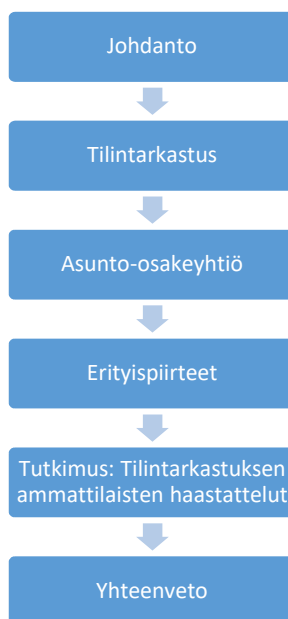 Johdanto
Tilintarkastus
Asunto-osakeyhtiö
Erityispiirteet
Tutkimus: Tilintarkastuksen
ammattilaisten haastattelut
Yhteenveto